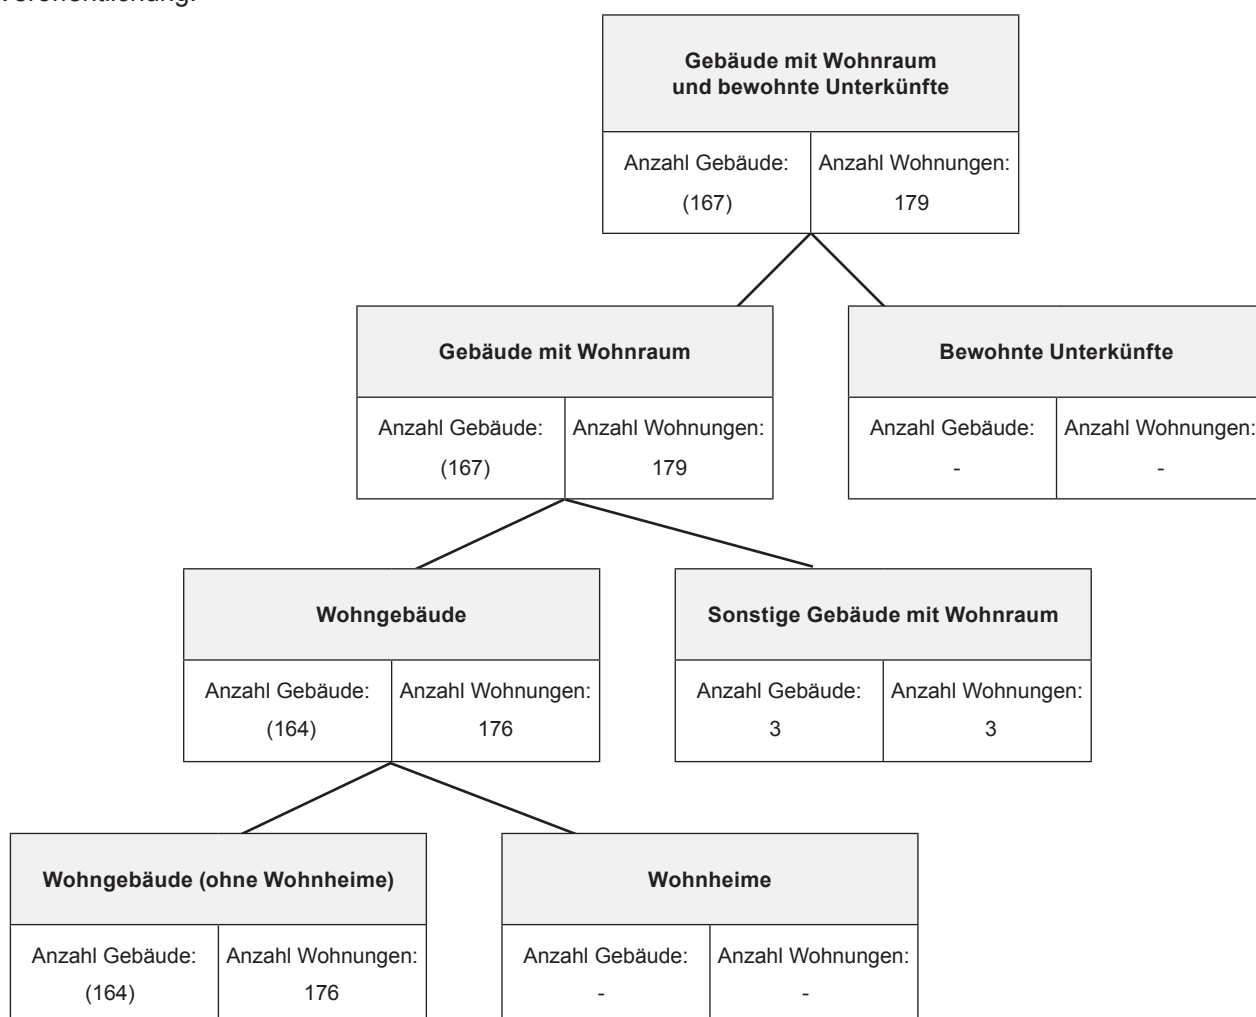 Veröffentlichung.
Gebäude mit Wohnraum
und bewohnte Unterkünfte
Anzahl Gebäude: Anzahl Wohnungen:
(167) 179
Gebäude mit Wohnraum Bewohnte Unterkünfte
Anzahl Gebäude: Anzahl Wohnungen: Anzahl Gebäude: Anzahl Wohnungen:
(167) 179 - -
Wohngebäude Sonstige Gebäude mit Wohnraum
Anzahl Gebäude: Anzahl Wohnungen: Anzahl Gebäude: Anzahl Wohnungen:
(164) 176 3 3
Wohngebäude (ohne Wohnheime) Wohnheime
Anzahl Gebäude: Anzahl Wohnungen: Anzahl Gebäude: Anzahl Wohnungen:
(164) 176 - -